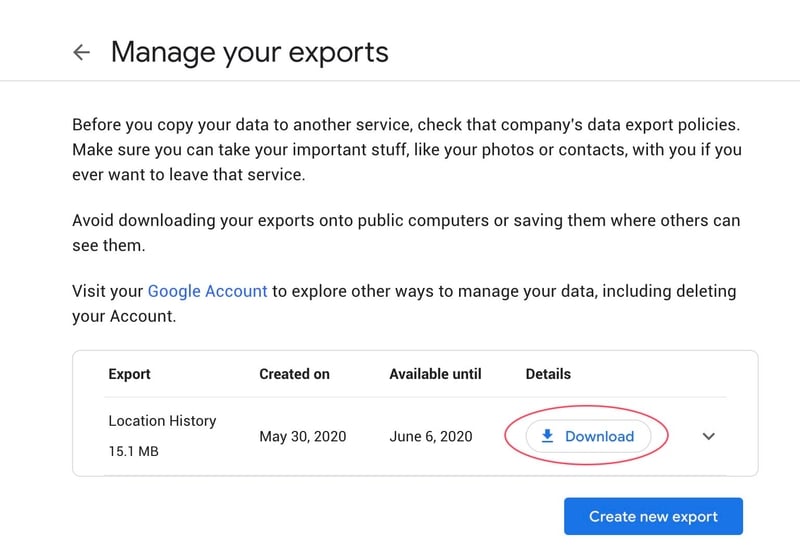 Manage your exports
Before you copy your data to another service, check that company's data export policies.
Make sure you can take your important stuff, like your photos or contacts, with you if you
ever want to leave that service.
Avoid downloading your exports onto public computers or saving them where others can
see them.
Visit your Google Account to explore other ways to manage your data, including deleting
your Account.
Export Created on Available until Details
Location History
May 30, 2020 June 6, 2020 Download
15.1 MB
Create new export